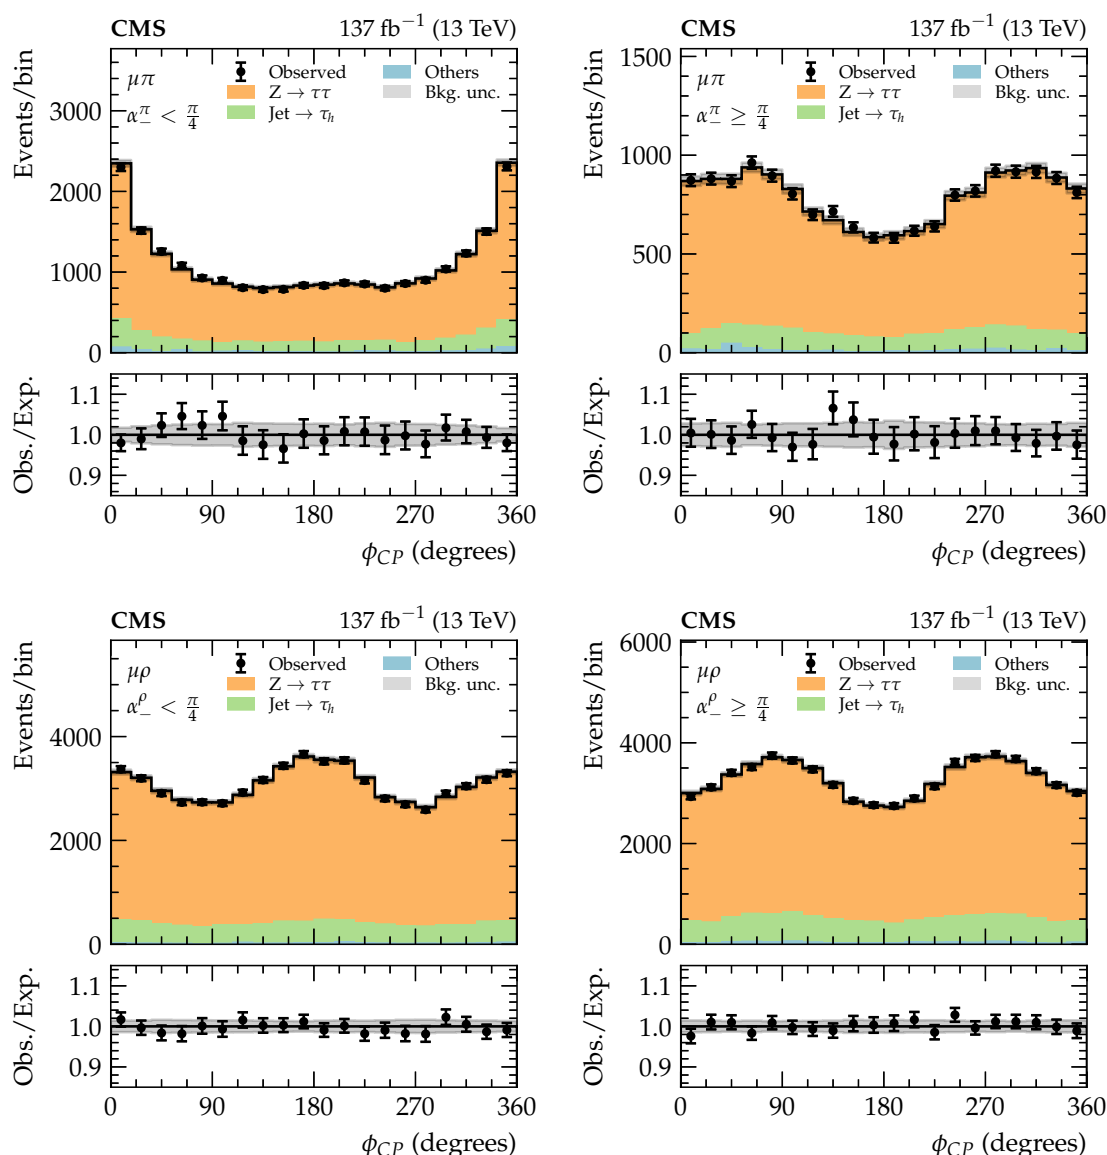 CMS 137 fb⁻¹ (13 TeV)
Events/bin
3000
2000
1000
0
μπ
α₋^π < π/4
Observed
Z → ττ
Jet → τₕ
Others
Bkg. unc.
Obs./Exp.
1.1
1.0
0.9
0 90 180 270 360
ϕ_CP (degrees)
CMS 137 fb⁻¹ (13 TeV)
Events/bin
1500
1000
500
0
μπ
α₋^π ≥ π/4
Observed
Z → ττ
Jet → τₕ
Others
Bkg. unc.
Obs./Exp.
1.1
1.0
0.9
0 90 180 270 360
ϕ_CP (degrees)
CMS 137 fb⁻¹ (13 TeV)
Events/bin
4000
2000
0
μρ
α₋^ρ < π/4
Observed
Z → ττ
Jet → τₕ
Others
Bkg. unc.
Obs./Exp.
1.1
1.0
0.9
0 90 180 270 360
ϕ_CP (degrees)
CMS 137 fb⁻¹ (13 TeV)
Events/bin
6000
4000
2000
0
μρ
α₋^ρ ≥ π/4
Observed
Z → ττ
Jet → τₕ
Others
Bkg. unc.
Obs./Exp.
1.1
1.0
0.9
0 90 180 270 360
ϕ_CP (degrees)